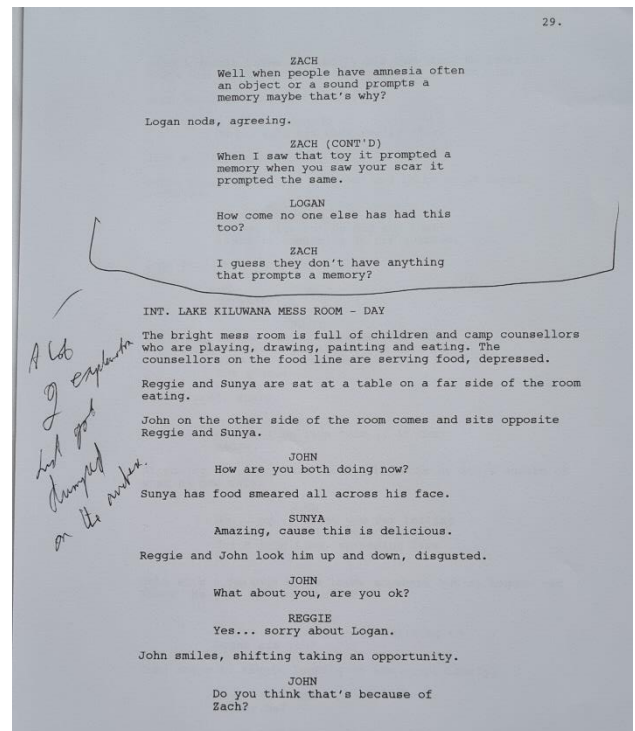 29.
ZACH
Well when people have amnesia often
an object or a sound prompts a
memory maybe that's why?
Logan nods, agreeing.
ZACH (CONT'D)
When I saw that toy it prompted a
memory when you saw your scar it
prompted the same.
LOGAN
How come no one else has had this
too?
ZACH
I guess they don't have anything
that prompts a memory?
INT. LAKE KILUWANA MESS ROOM - DAY
The bright mess room is full of children and camp counsellors
who are playing, drawing, painting and eating. The
counsellors on the food line are serving food, depressed.
Reggie and Sunya are sat at a table on a far side of the room
eating.
John on the other side of the room comes and sits opposite
Reggie and Sunya.
JOHN
How are you both doing now?
Sunya has food smeared all across his face.
SUNYA
Amazing, cause this is delicious.
Reggie and John look him up and down, disgusted.
JOHN
What about you, are you ok?
REGGIE
Yes... sorry about Logan.
John smiles, shifting taking an opportunity.
JOHN
Do you think that's because of
Zach?
A lot
of
got
dumped
on the